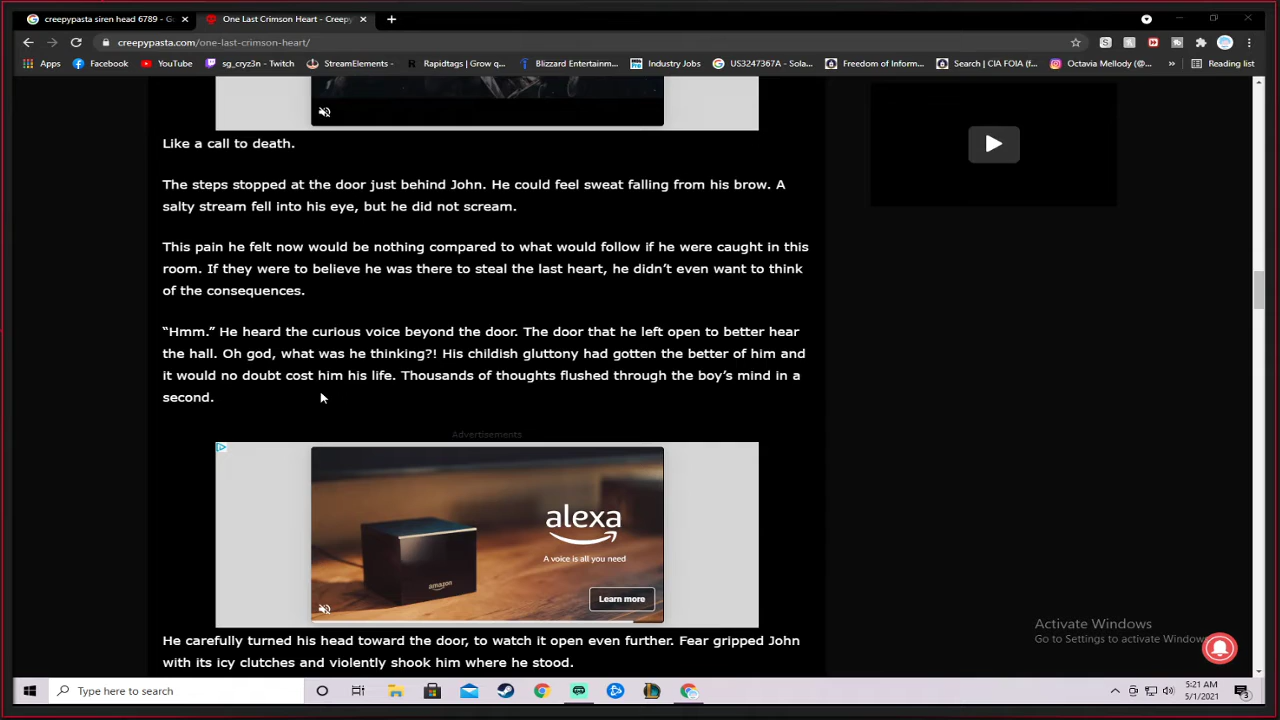 creepypasta siren head 6789 - G
One Last Crimson Heart - Creepy
creepypasta.com/one-last-crimson-heart/
Apps
Facebook
YouTube
sg_cryz3n - Twitch
StreamElements -
Rapidtags | Grow q...
Blizzard Entertainm...
Industry Jobs
US3247367A - Sola...
Freedom of Inform...
Search | CIA FOIA (f...
Octavia Mellody (@...
»
Reading list
Like a call to death.
The steps stopped at the door just behind John. He could feel sweat falling from his brow. A
salty stream fell into his eye, but he did not scream.
This pain he felt now would be nothing compared to what would follow if he were caught in this
room. If they were to believe he was there to steal the last heart, he didn’t even want to think
of the consequences.
“Hmm.” He heard the curious voice beyond the door. The door that he left open to better hear
the hall. Oh god, what was he thinking?! His childish gluttony had gotten the better of him and
it would no doubt cost him his life. Thousands of thoughts flushed through the boy’s mind in a
second.
Advertisements
alexa
A voice is all you need
amazon
Learn more
He carefully turned his head toward the door, to watch it open even further. Fear gripped John
with its icy clutches and violently shook him where he stood.
Activate Windows
Go to Settings to activate Windows.
Type here to search
5:21 AM
5/1/2021
3